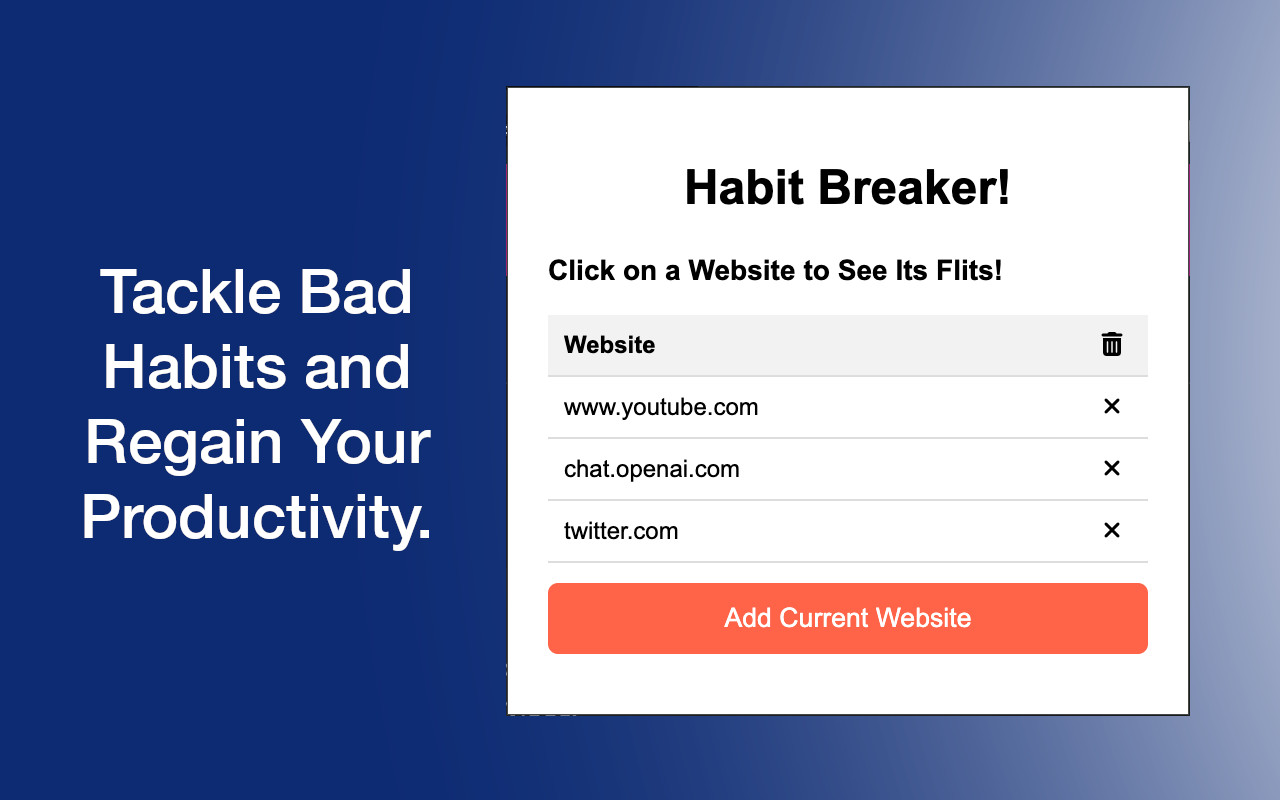 Tackle Bad
Habits and
Regain Your
Productivity.
Habit Breaker!
Click on a Website to See Its Flits!
Website
www.youtube.com
chat.openai.com
twitter.com
Add Current Website